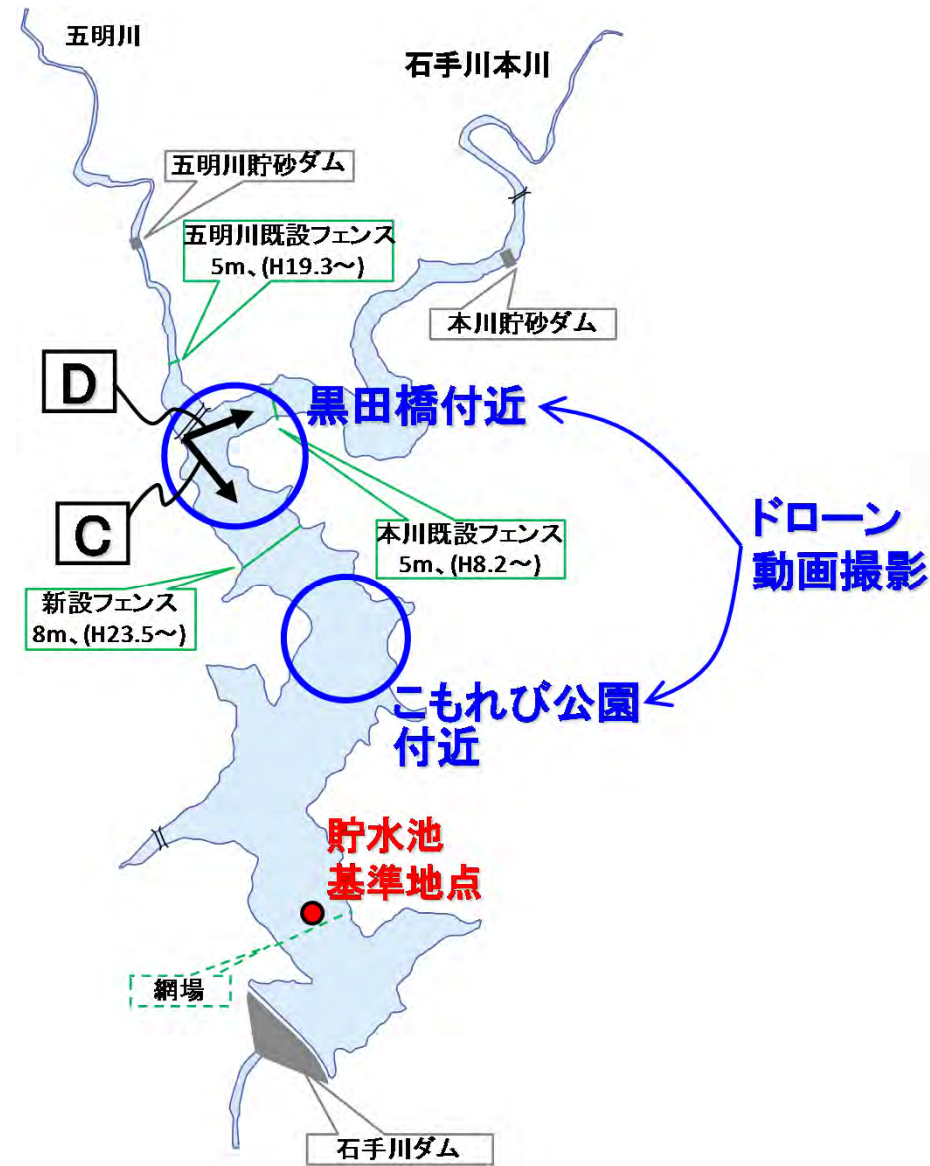 五明川
石手川本川
五明川貯砂ダム
五明川既設フェンス
5m、(H19.3～)
本川貯砂ダム
D
黒田橋付近
C
ドローン
動画撮影
本川既設フェンス
5m、(H8.2～)
新設フェンス
8m、(H23.5～)
こもれび公園
付近
貯水池
基準地点
網場
石手川ダム